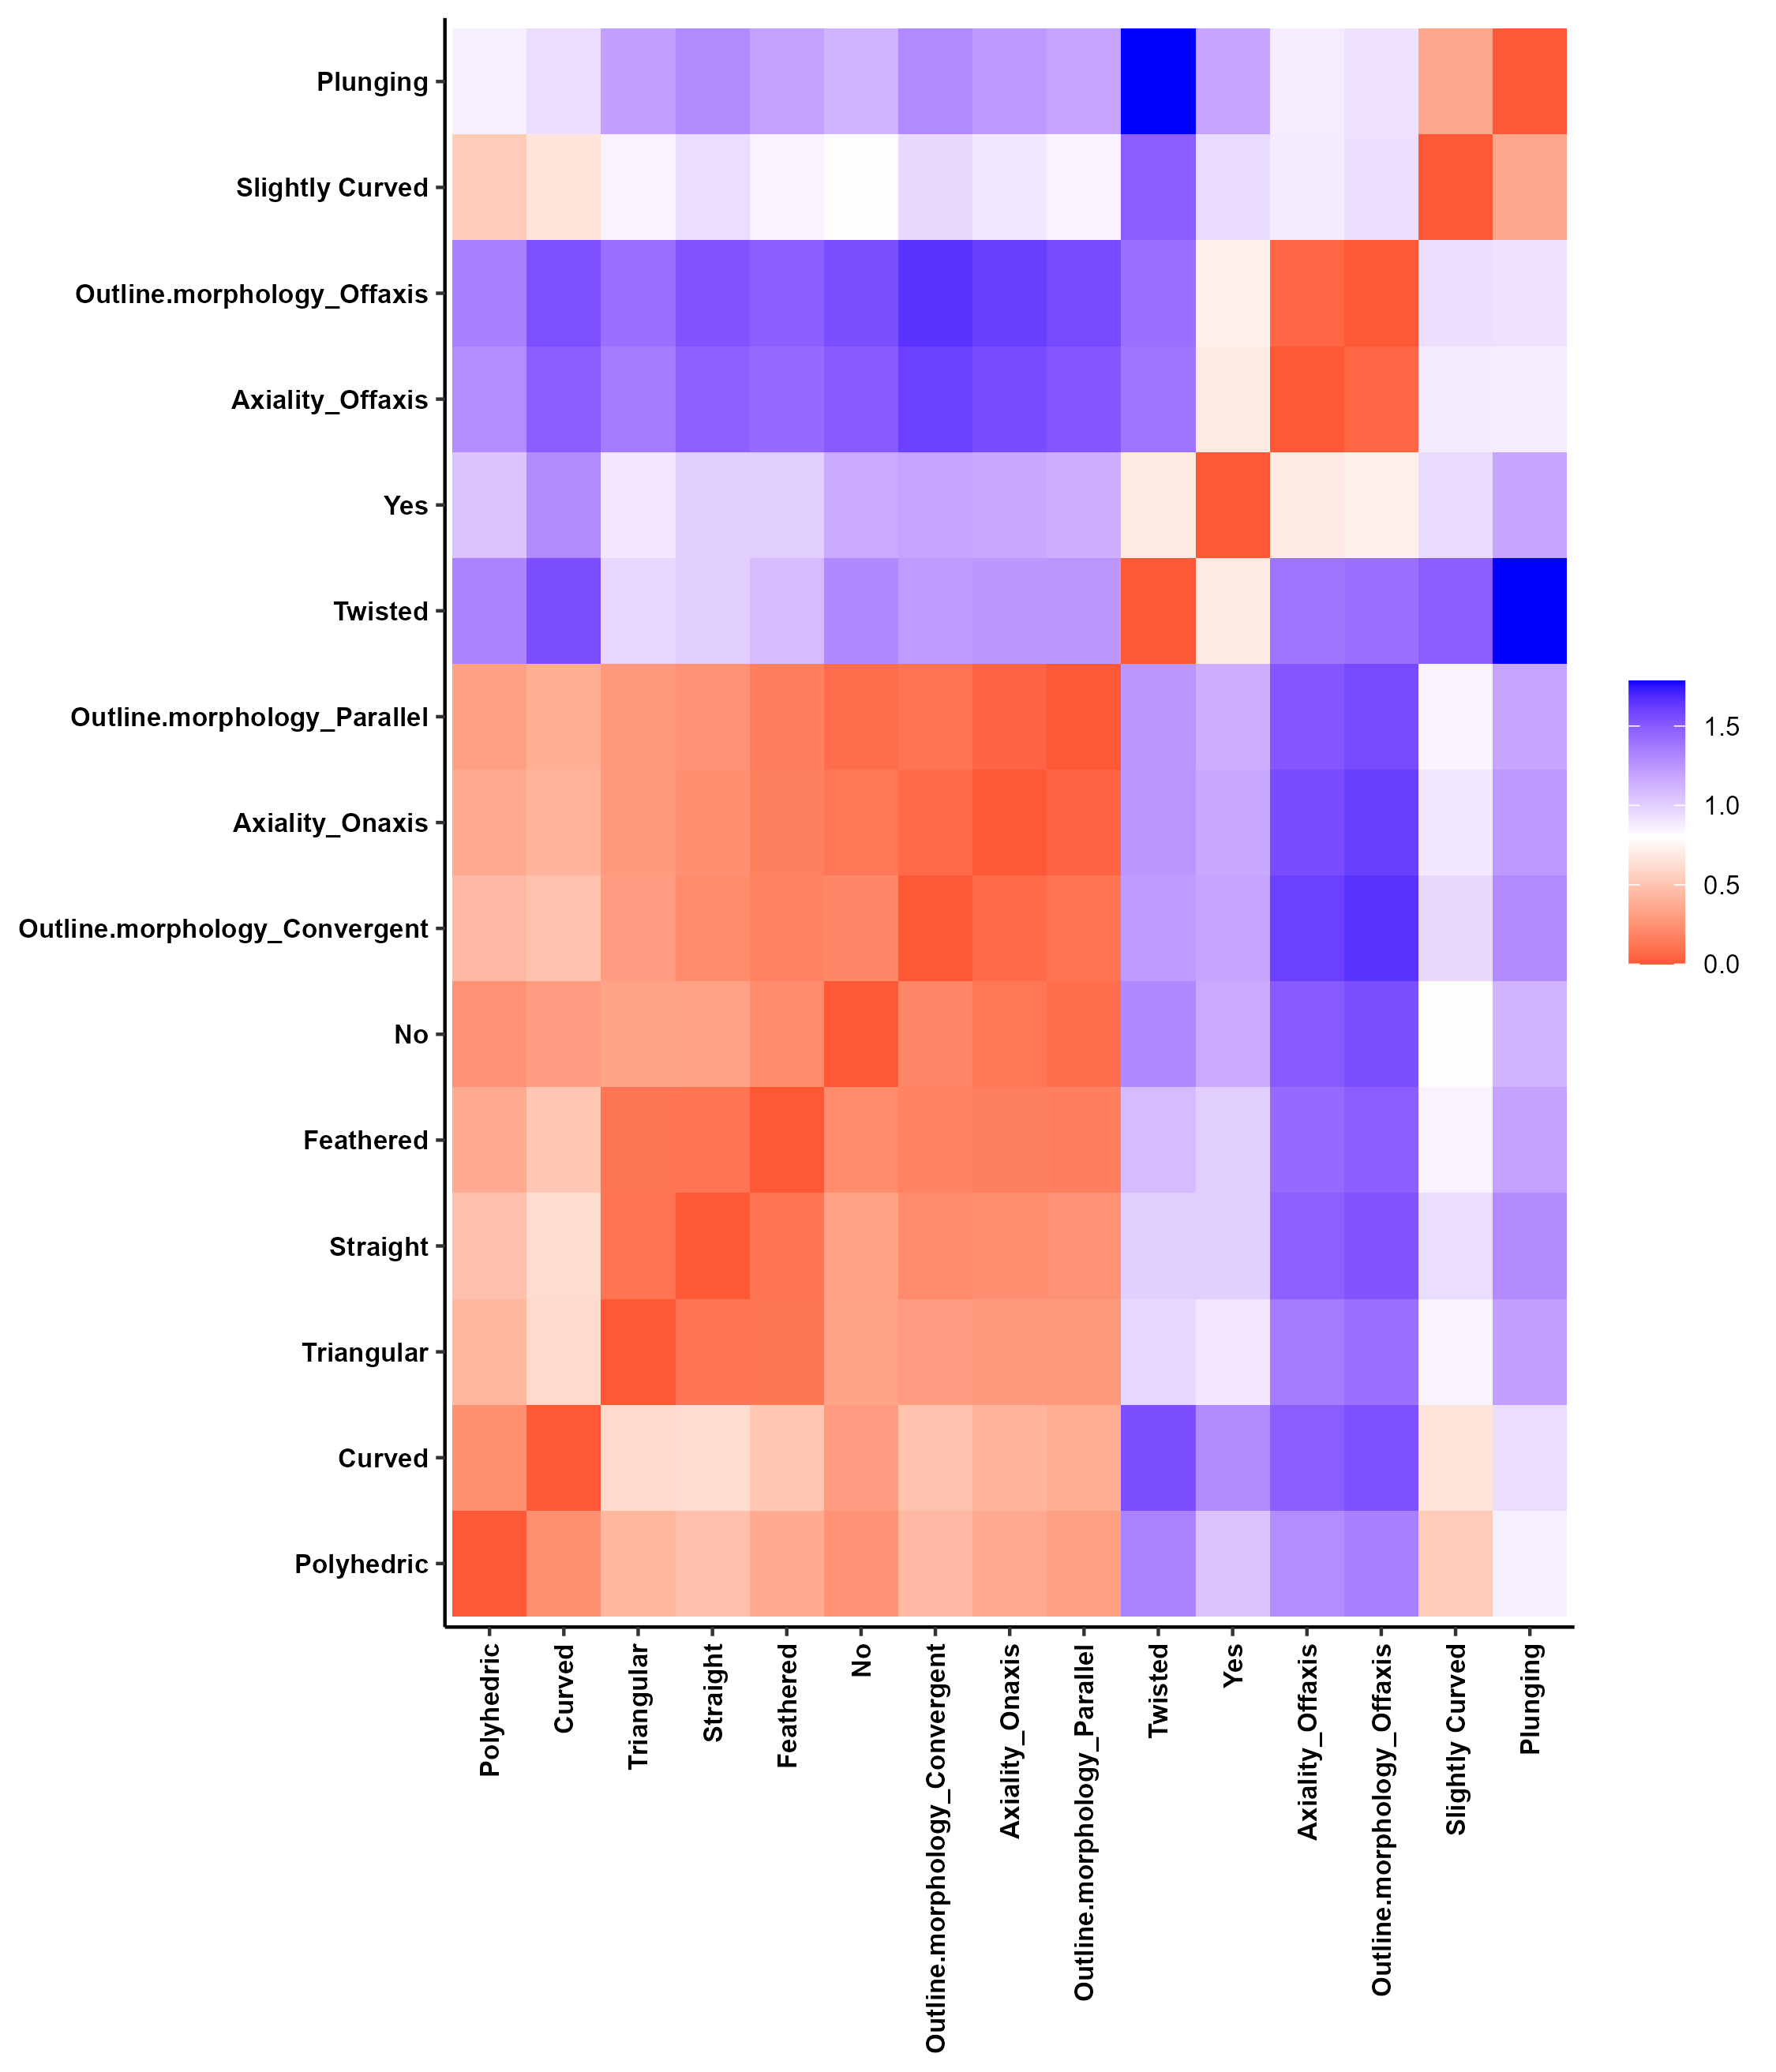 Plunging
Slightly Curved
Outline.morphology_Offaxis
Axiality_Offaxis
Yes
Twisted
Outline.morphology_Parallel
Axiality_Onaxis
Outline.morphology_Convergent
No
Feathered
Straight
Triangular
Curved
Polyhedric
Polyhedric
Curved
Triangular
Straight
Feathered
No
Outline.morphology_Convergent
Axiality_Onaxis
Outline.morphology_Parallel
Twisted
Yes
Axiality_Offaxis
Outline.morphology_Offaxis
Slightly Curved
Plunging
1.5
1.0
0.5
0.0